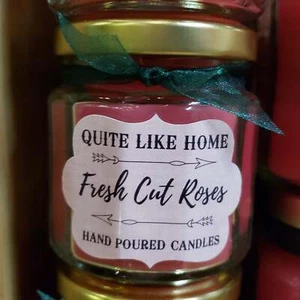 QUITE LIKE HOME
Fresh Cut Roses
HAND POURED CANDLES